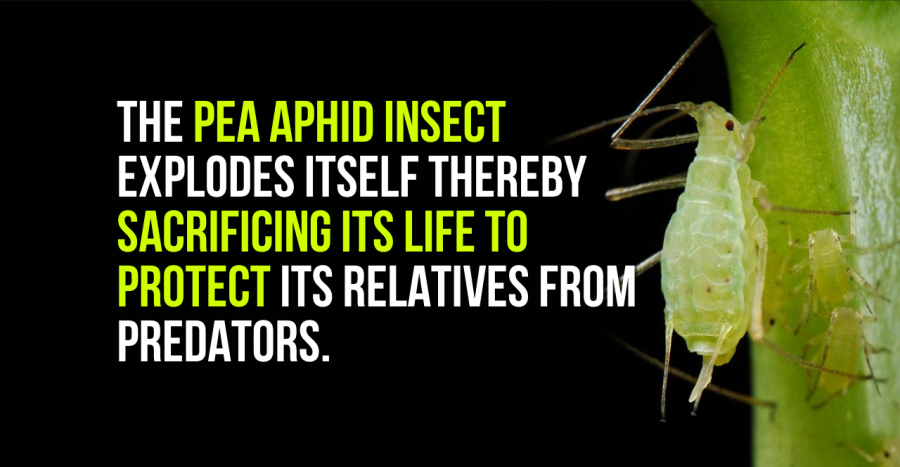 THE PEA APHID INSECT
EXPLODES ITSELF THEREBY
SACRIFICING ITS LIFE TO
PROTECT ITS RELATIVES FROM
PREDATORS.